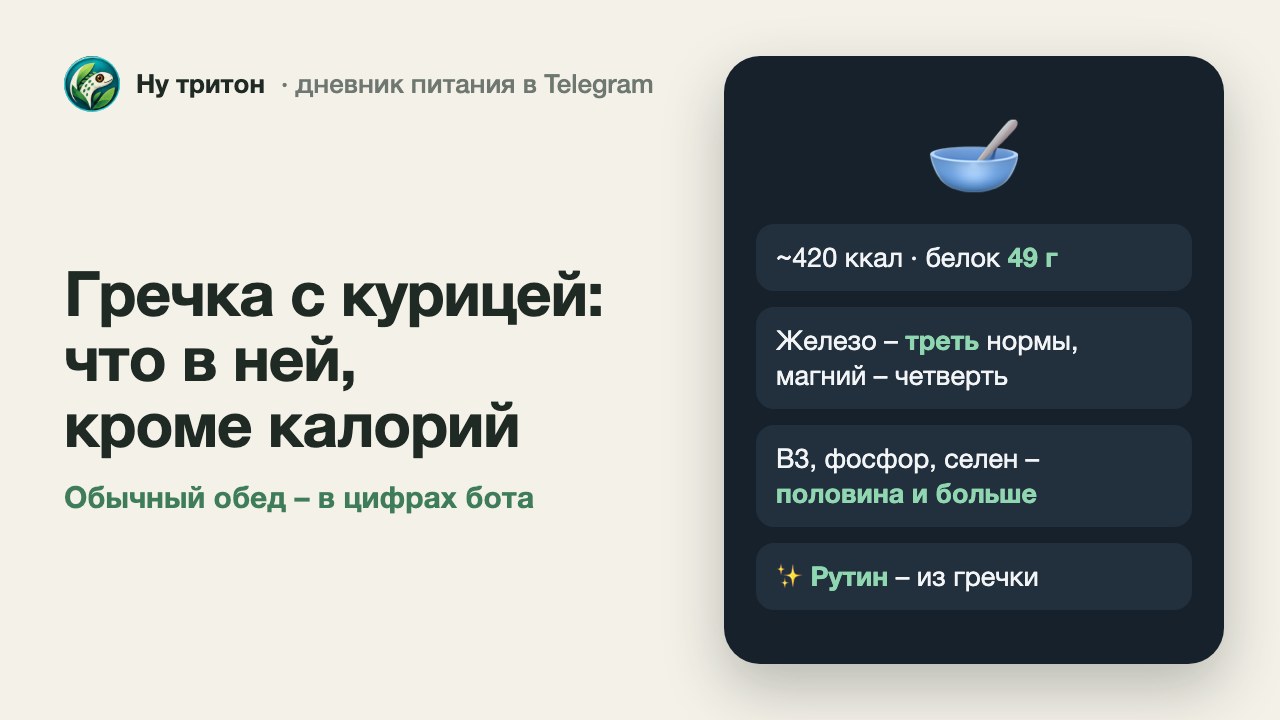 Ну тритон · дневник питания в Telegram
Гречка с курицей:
что в ней,
кроме калорий
Обычный обед – в цифрах бота
~420 ккал · белок 49 г
Железо – треть нормы,
магний – четверть
B3, фосфор, селен –
половина и больше
✨ Рутин – из гречки